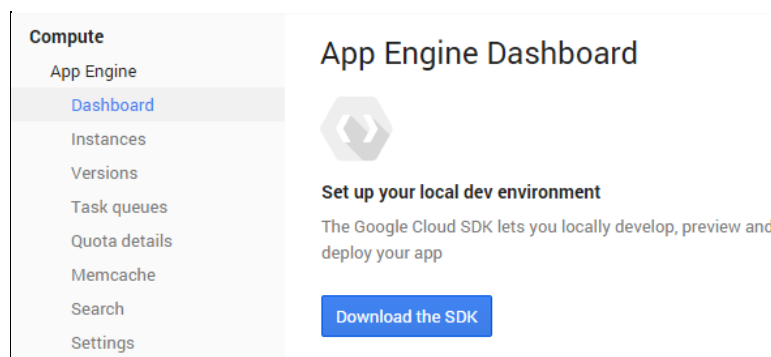 Compute
App Engine
Dashboard
Instances
Versions
Task queues
Quota details
Memcache
Search
Settings
App Engine Dashboard
Set up your local dev environment
The Google Cloud SDK lets you locally develop, preview and
deploy your app
Download the SDK